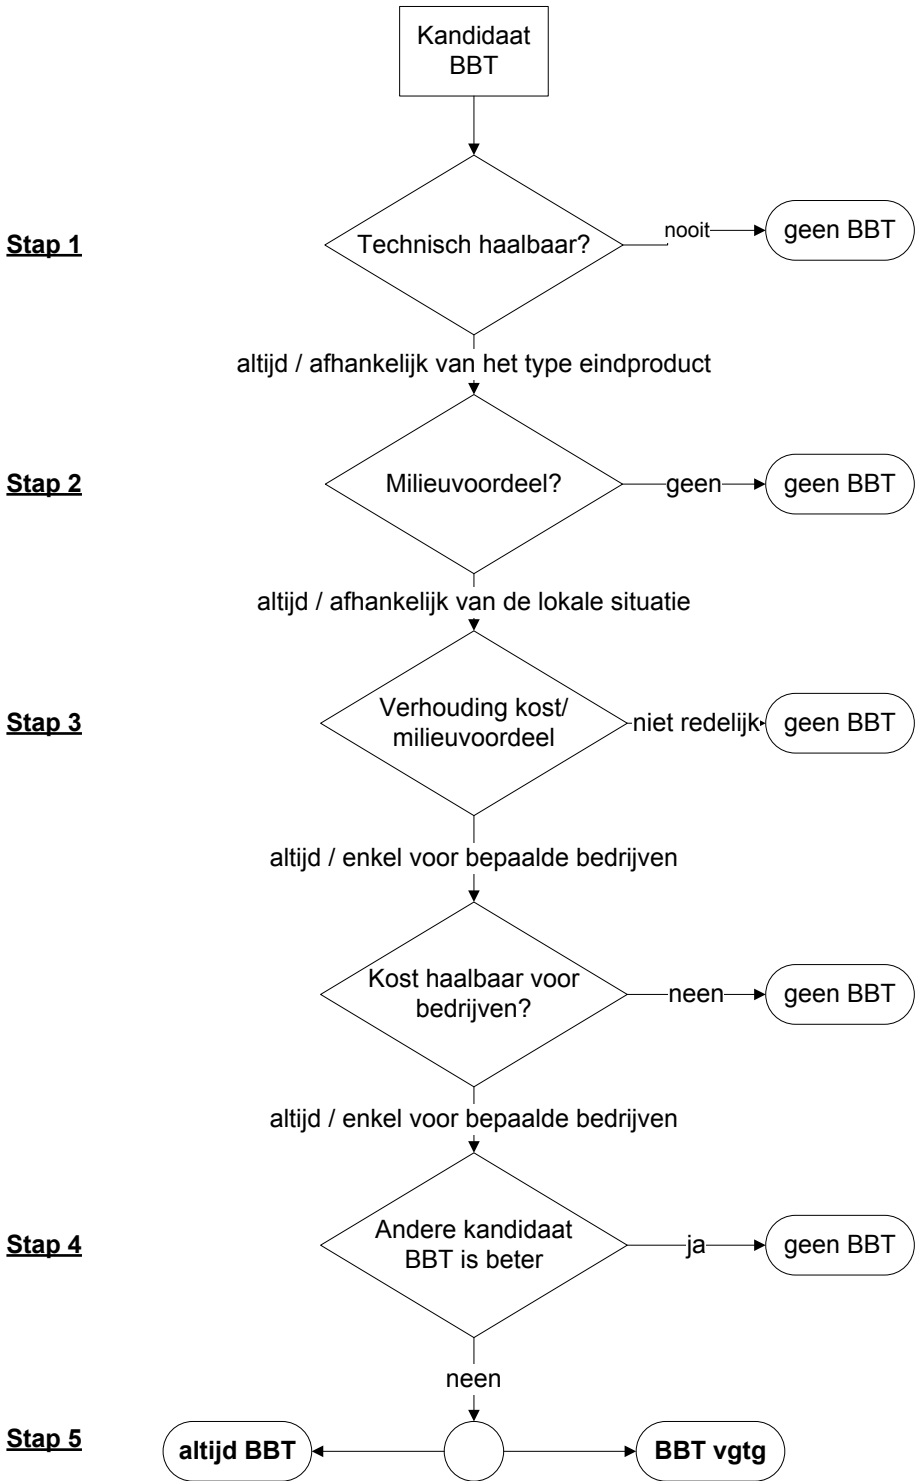 Kandidaat
BBT
Stap 1
Technisch haalbaar?
nooit
geen BBT
altijd / afhankelijk van het type eindproduct
Stap 2
Milieuvoordeel?
geen
geen BBT
altijd / afhankelijk van de lokale situatie
Stap 3
Verhouding kost/
milieuvoordeel
niet redelijk
geen BBT
altijd / enkel voor bepaalde bedrijven
Kost haalbaar voor
bedrijven?
neen
geen BBT
altijd / enkel voor bepaalde bedrijven
Stap 4
Andere kandidaat
BBT is beter
ja
geen BBT
neen
Stap 5
altijd BBT
BBT vgtg